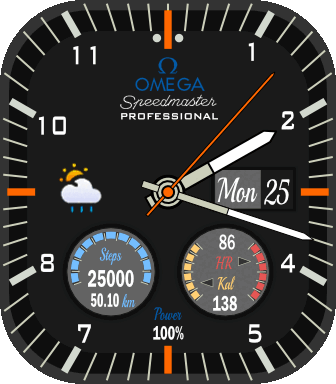 11
1
Ω
OMEGA
Speedmaster
PROFESSIONAL
10
2
Mon 25
8
4
Steps
25000
50.10 km
86
HR
Kal
138
Power
100%
7
5